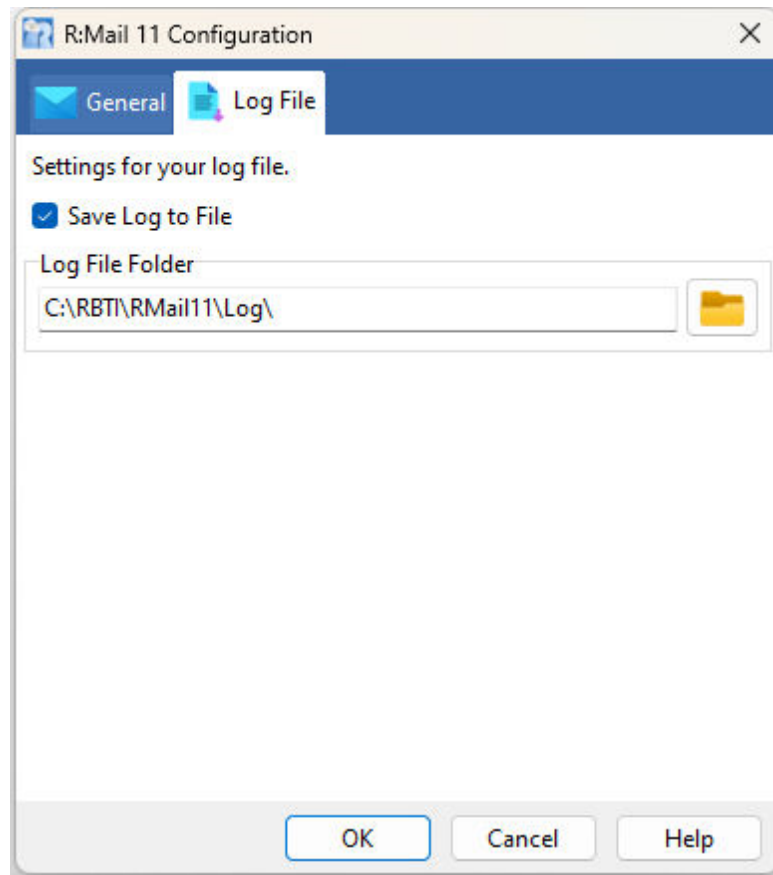 R:Mail 11 Configuration
General
Log File
Settings for your log file.
Save Log to File
Log File Folder
C:\RBTI\RMail11\Log\
OK
Cancel
Help